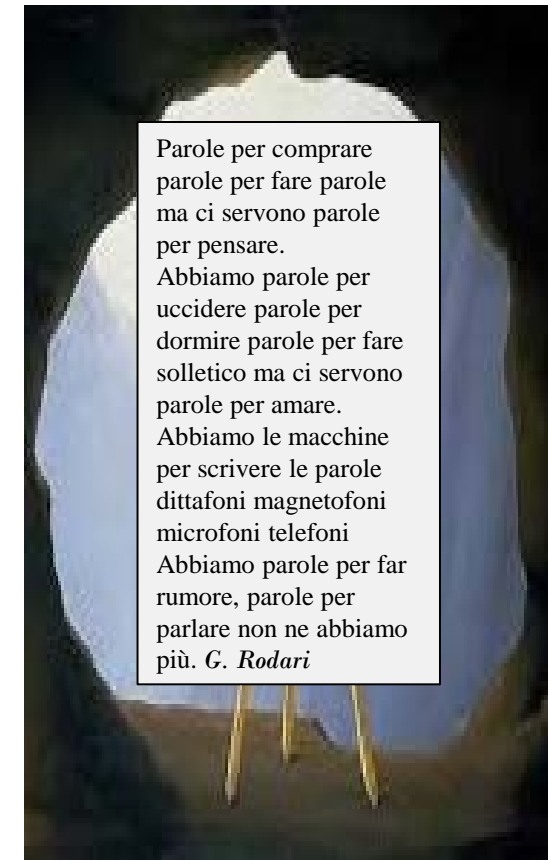 Parole per comprare
parole per fare parole
ma ci servono parole
per pensare.
Abbiamo parole per
uccidere parole per
dormire parole per fare
solletico ma ci servono
parole per amare.
Abbiamo le macchine
per scrivere le parole
dittafoni magnetofoni
microfoni telefoni
Abbiamo parole per far
rumore, parole per
parlare non ne abbiamo
più. G. Rodari